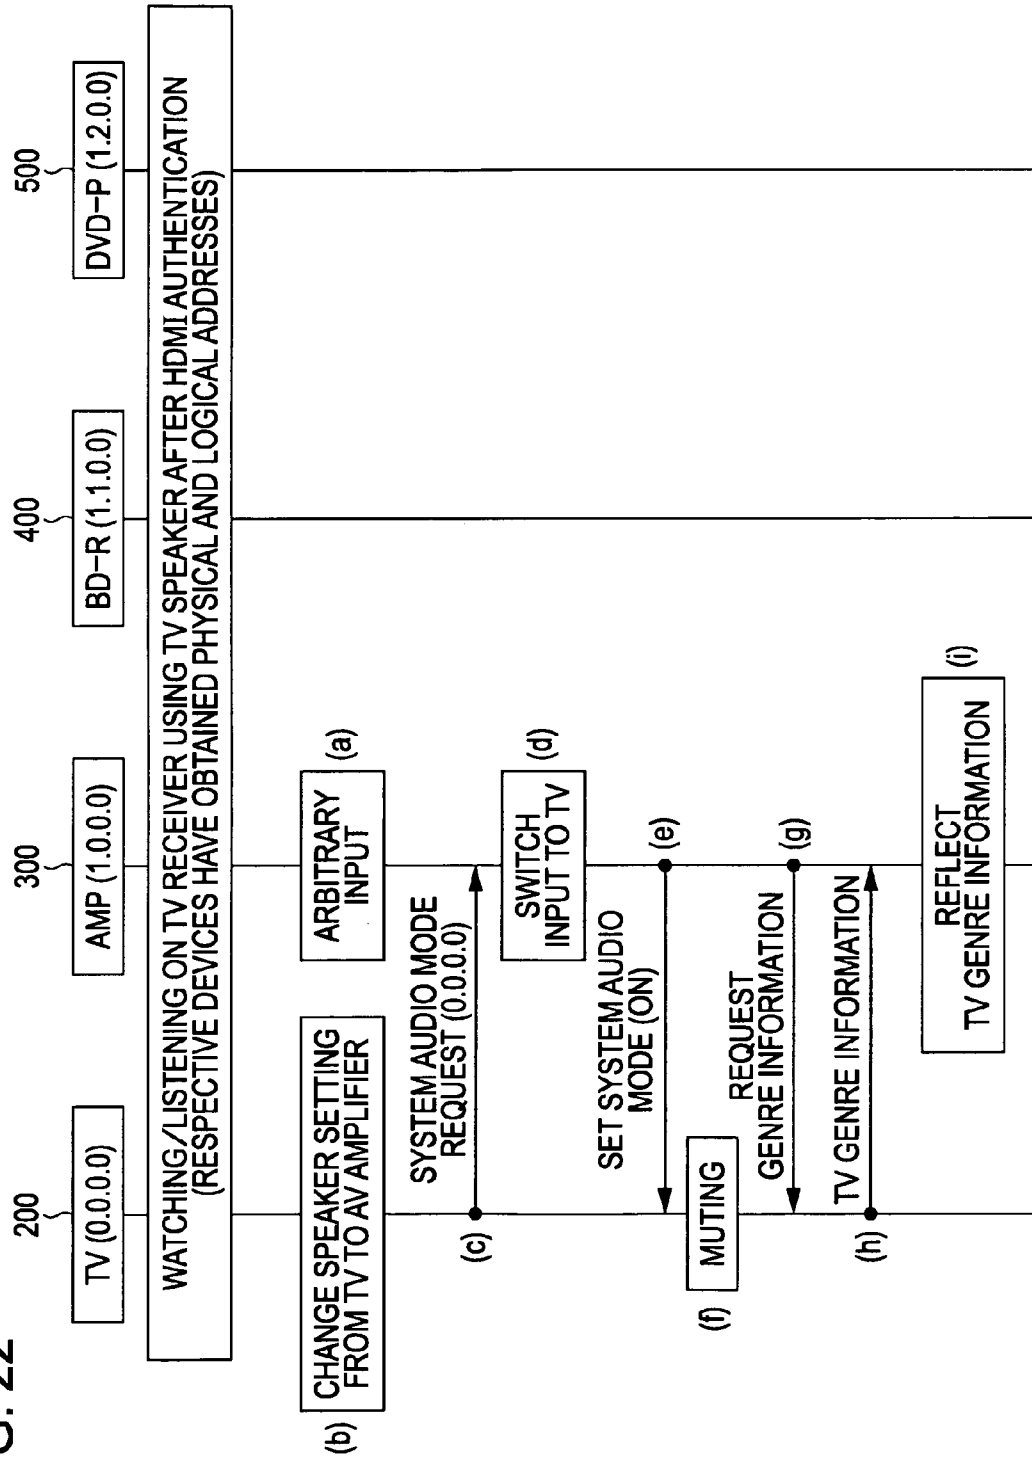 G. 22
200
300
400
500
TV (0.0.0.0)
AMP (1.0.0.0)
BD-R (1.1.0.0)
DVD-P (1.2.0.0)
WATCHING/LISTENING ON TV RECEIVER USING TV SPEAKER AFTER HDMI AUTHENTICATION
(RESPECTIVE DEVICES HAVE OBTAINED PHYSICAL AND LOGICAL ADDRESSES)
(b)
CHANGE SPEAKER SETTING
FROM TV TO AV AMPLIFIER
ARBITRARY
INPUT
(a)
(c)
SYSTEM AUDIO MODE
REQUEST (0.0.0.0)
SWITCH
INPUT TO TV
(d)
SET SYSTEM AUDIO
MODE (ON)
(e)
(f)
MUTING
REQUEST
GENRE INFORMATION
(g)
(h)
TV GENRE INFORMATION
REFLECT
TV GENRE INFORMATION
(i)